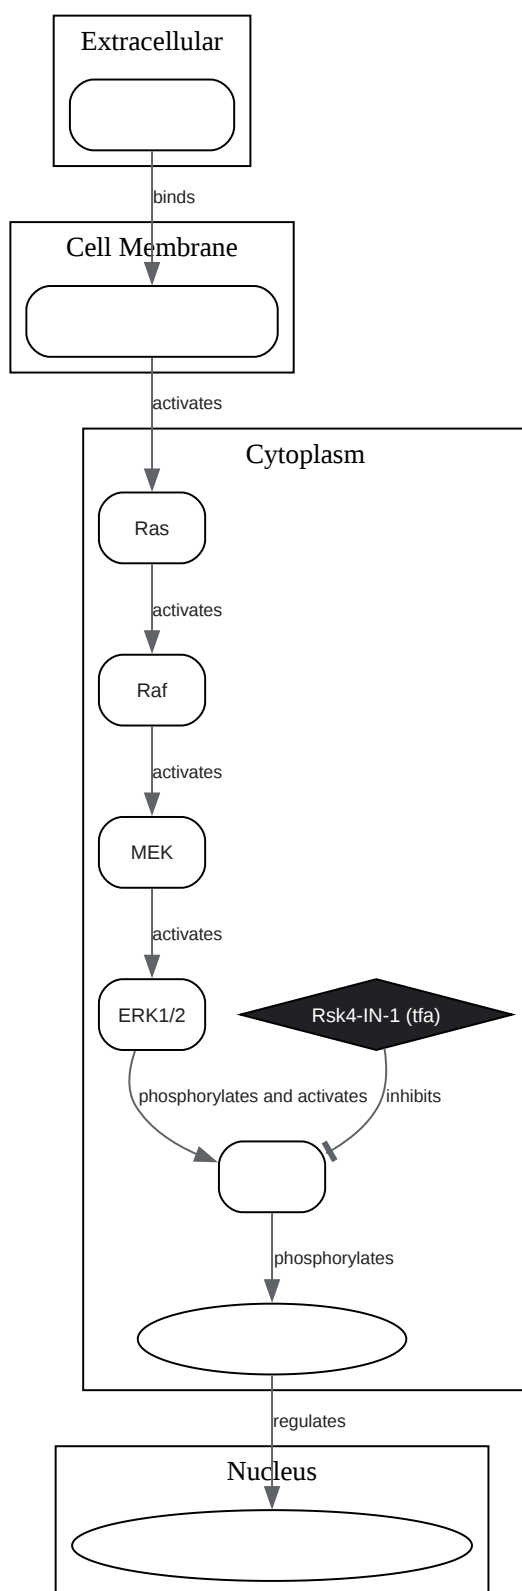 Extracellular
binds
Cell Membrane
activates
Cytoplasm
Ras
activates
Raf
activates
MEK
activates
ERK1/2
Rsk4-IN-1 (tfa)
phosphorylates and activates
inhibits
phosphorylates
regulates
Nucleus